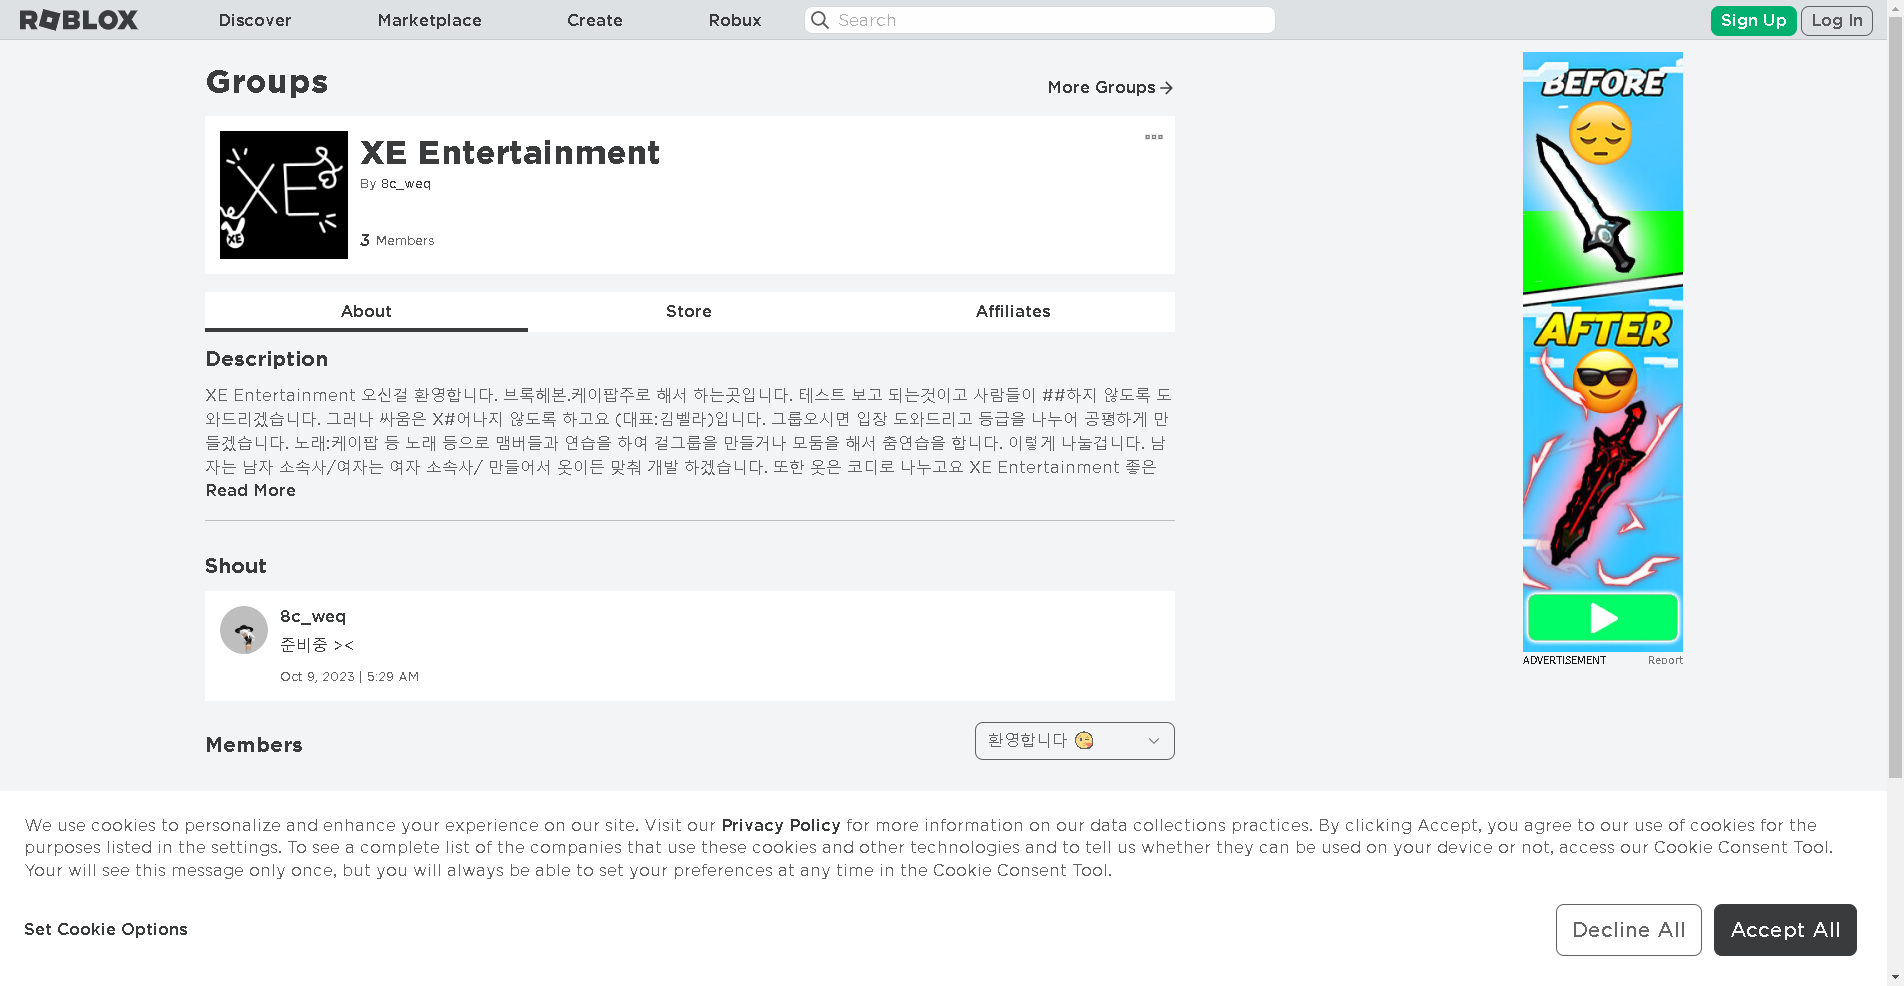 ROBLOX Discover Marketplace Create Robux Search Sign Up Log In
Groups
More Groups
XE
XE
XE Entertainment
By 8c_weq
3 Members
About Store Affiliates
Description
XE Entertainment 오신걸 환영합니다. 브록헤본.케이팝주로 해서 하는곳입니다. 테스트 보고 되는것이고 사람들이 ##하지 않도록 도
와드리겠습니다. 그러나 싸움은 X#어나지 않도록 하고요 (대표:김벨라)입니다. 그룹오시면 입장 도와드리고 등급을 나누어 공평하게 만
들겠습니다. 노래:케이팝 등 노래 등으로 맴버들과 연습을 하여 걸그룹을 만들거나 모둠을 해서 춤연습을 합니다. 이렇게 나눌겁니다. 남
자는 남자 소속사/여자는 여자 소속사/ 만들어서 옷이든 맞춰 개발 하겠습니다. 또한 옷은 코디로 나누고요 XE Entertainment 좋은
Read More
Shout
8c_weq
준비중 ><
Oct 9, 2023 | 5:29 AM
Members
환영합니다 😘
BEFORE
AFTER
ADVERTISEMENT Report
We use cookies to personalize and enhance your experience on our site. Visit our Privacy Policy for more information on our data collections practices. By clicking Accept, you agree to our use of cookies for the
purposes listed in the settings. To see a complete list of the companies that use these cookies and other technologies and to tell us whether they can be used on your device or not, access our Cookie Consent Tool.
Your will see this message only once, but you will always be able to set your preferences at any time in the Cookie Consent Tool.
Set Cookie Options
Decline All
Accept All